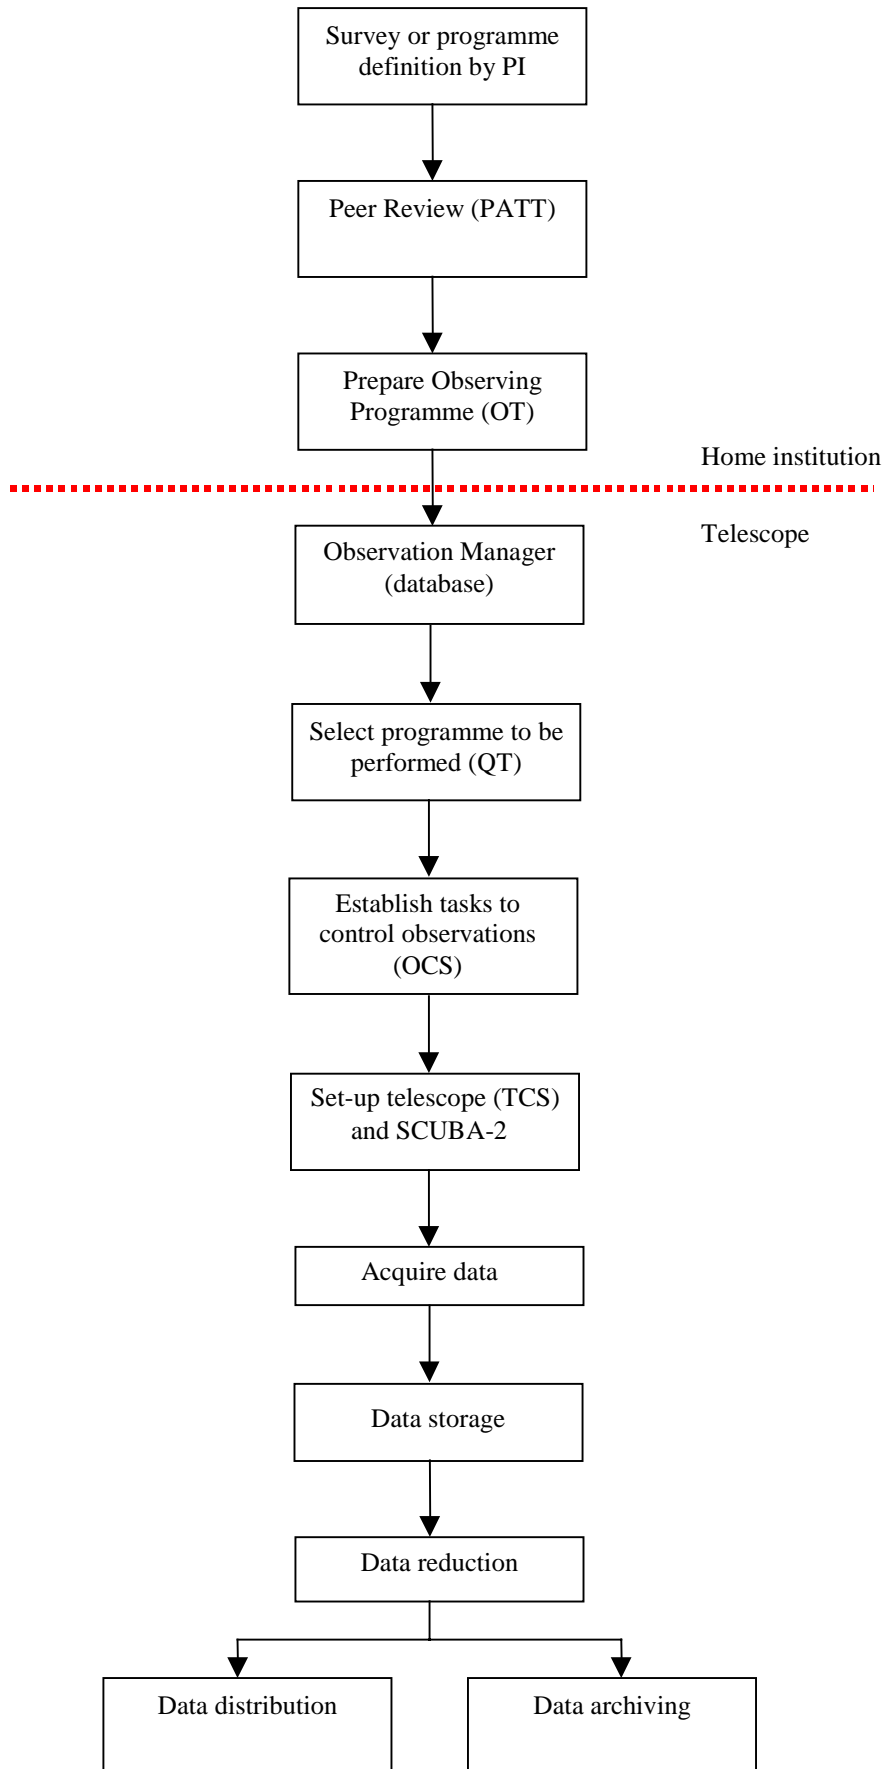 Survey or programme
definition by PI
Peer Review (PATT)
Prepare Observing
Programme (OT)
Home institution
Telescope
Observation Manager
(database)
Select programme to be
performed (QT)
Establish tasks to
control observations
(OCS)
Set-up telescope (TCS)
and SCUBA-2
Acquire data
Data storage
Data reduction
Data distribution
Data archiving